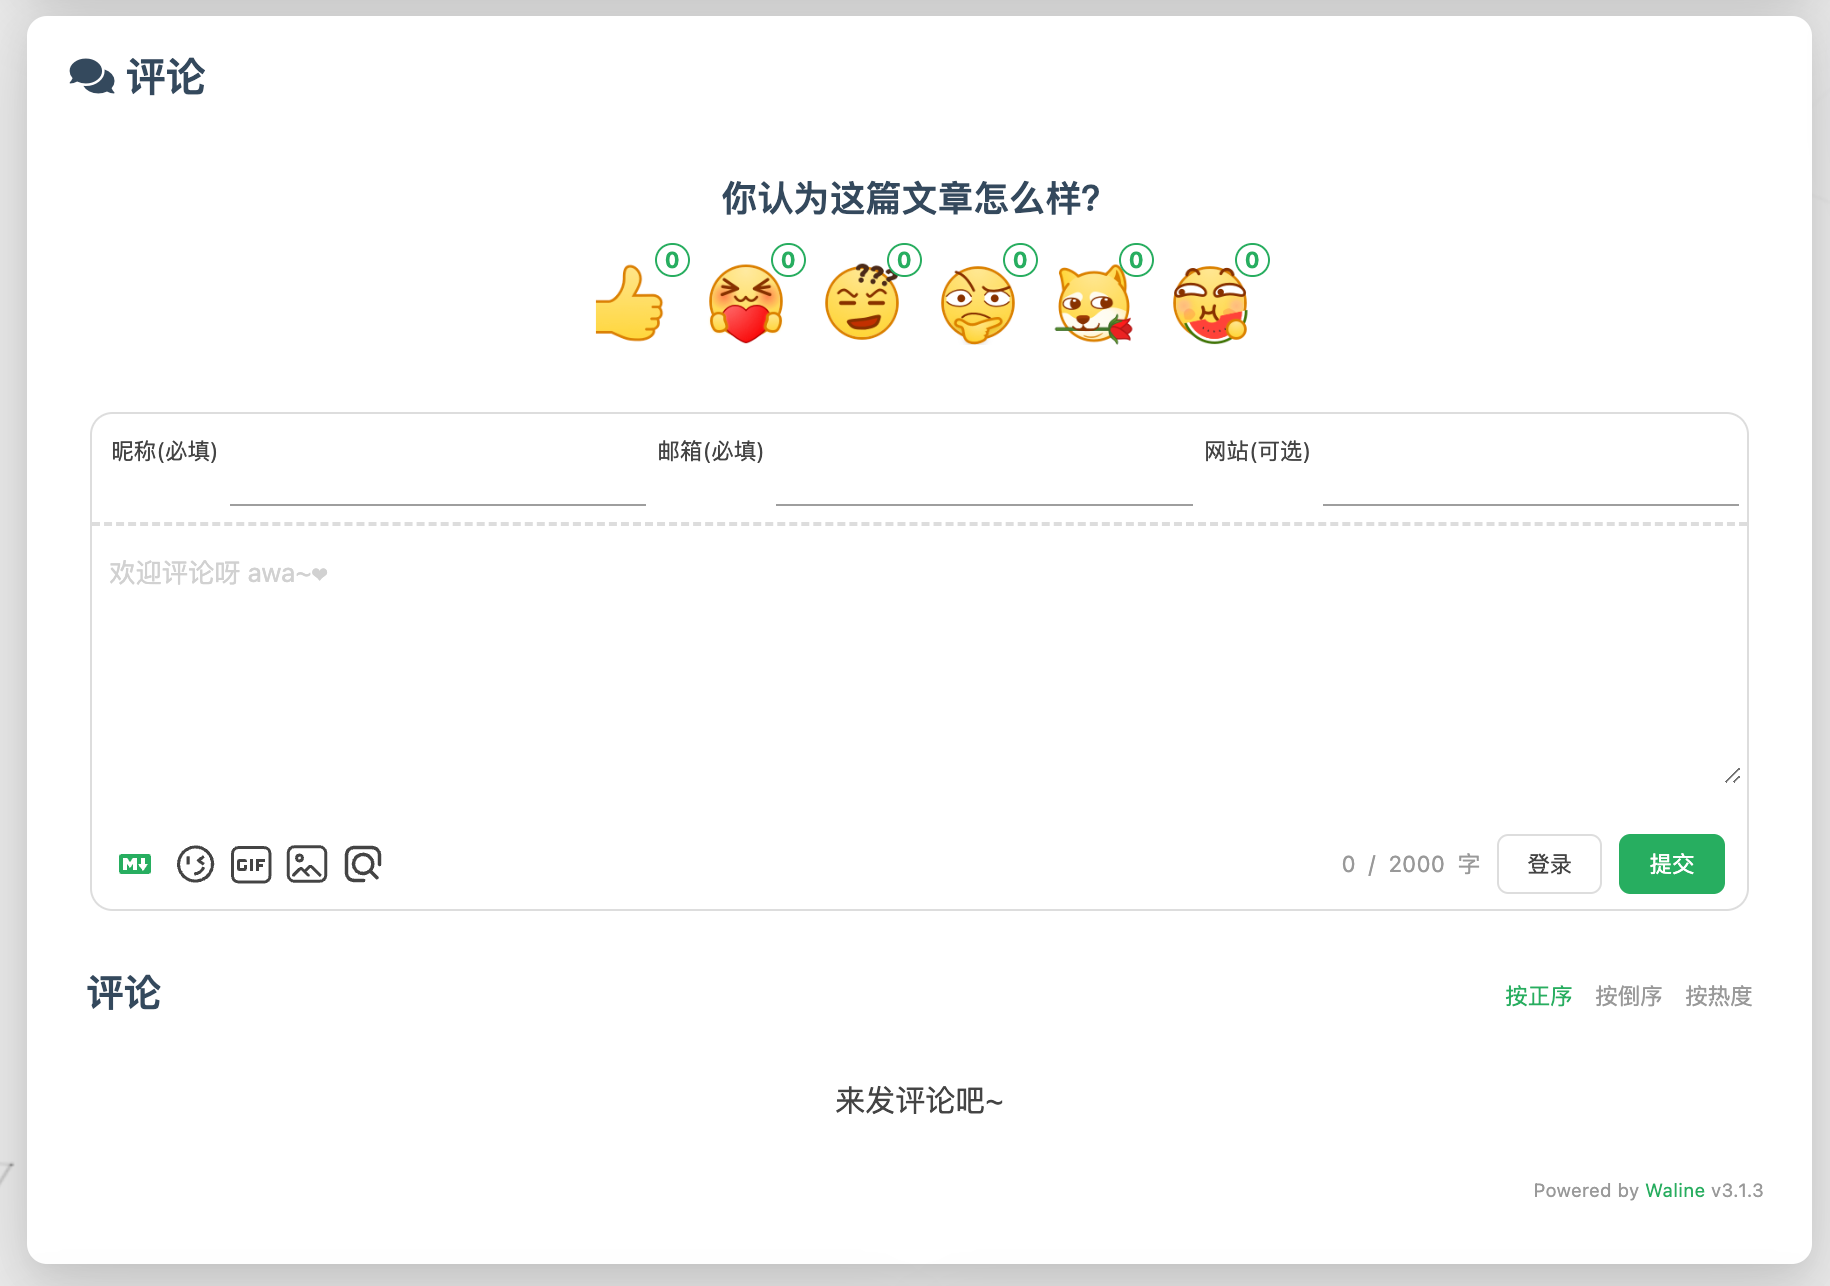 评论
你认为这篇文章怎么样?
0 0 0 0 0 0
昵称(必填) 邮箱(必填) 网站(可选)
欢迎评论呀 awa~❤
M↓ GIF 0 / 2000 字 登录 提交
评论 按正序 按倒序 按热度
来发评论吧~
Powered by Waline v3.1.3